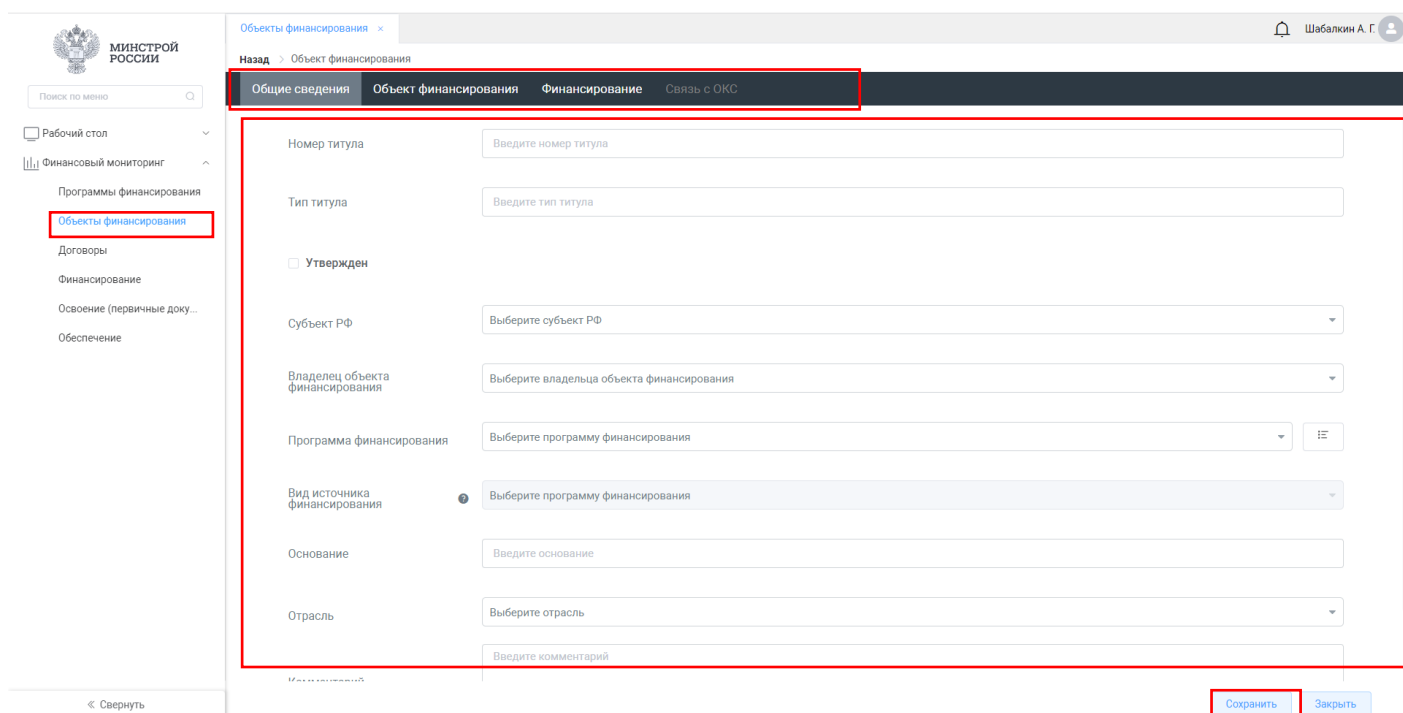 МИНСТРОЙ
РОССИИ
Поиск по меню
Рабочий стол
Финансовый мониторинг
Программы финансирования
Объекты финансирования
Договоры
Финансирование
Освоение (первичные доку...
Обеспечение
« Свернуть
Объекты финансирования ×
Шабалкин А. Г.
Назад > Объект финансирования
Общие сведения Объект финансирования Финансирование Связь с ОКС
Номер титула Введите номер титула
Тип титула Введите тип титула
Утвержден
Субъект РФ Выберите субъект РФ
Владелец объекта
финансирования Выберите владельца объекта финансирования
Программа финансирования Выберите программу финансирования
Вид источника
финансирования ? Выберите программу финансирования
Основание Введите основание
Отрасль Выберите отрасль
Введите комментарий
Комментарий
Сохранить Закрыть